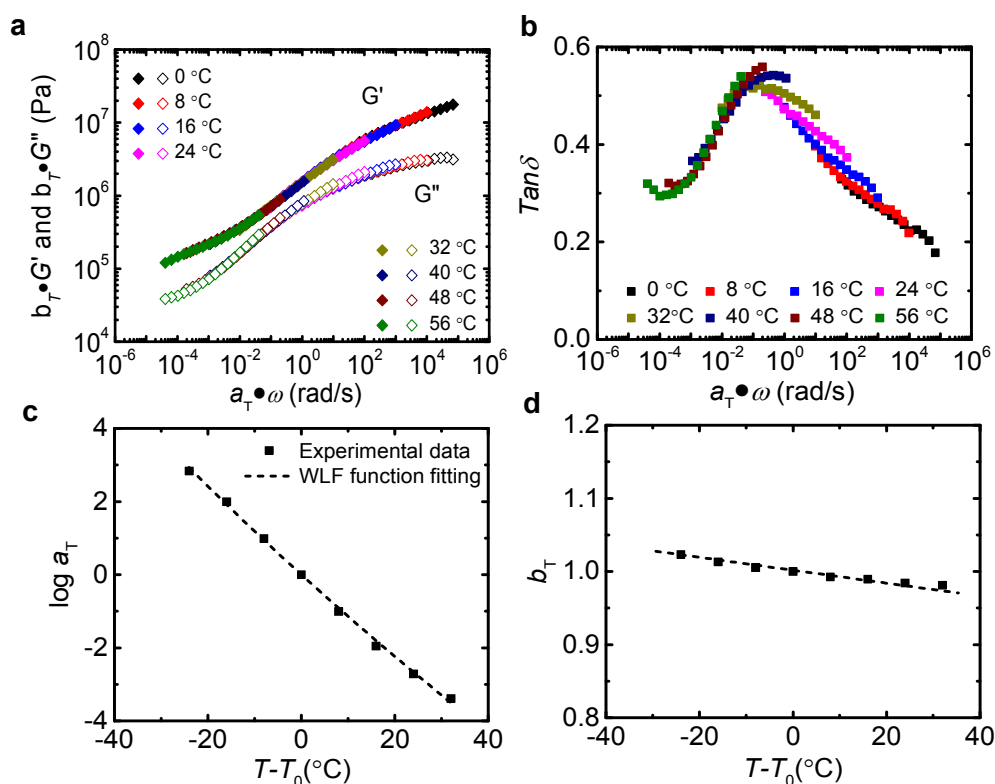 a
b_T●G' and b_T●G" (Pa)
10^8
10^7
10^6
10^5
10^4
0 °C
8 °C
16 °C
24 °C
G'
G"
32 °C
40 °C
48 °C
56 °C
10^-6 10^-4 10^-2 10^0 10^2 10^4 10^6
a_T●ω (rad/s)
b
Tanδ
0.6
0.4
0.2
0.0
0 °C 8 °C 16 °C 24 °C
32°C 40 °C 48 °C 56 °C
10^-6 10^-4 10^-2 10^0 10^2 10^4 10^6
a_T●ω (rad/s)
c
log a_T
4
2
0
-2
-4
Experimental data
WLF function fitting
-40 -20 0 20 40
T-T_0(°C)
d
b_T
1.2
1.1
1.0
0.9
0.8
-40 -20 0 20 40
T-T_0(°C)